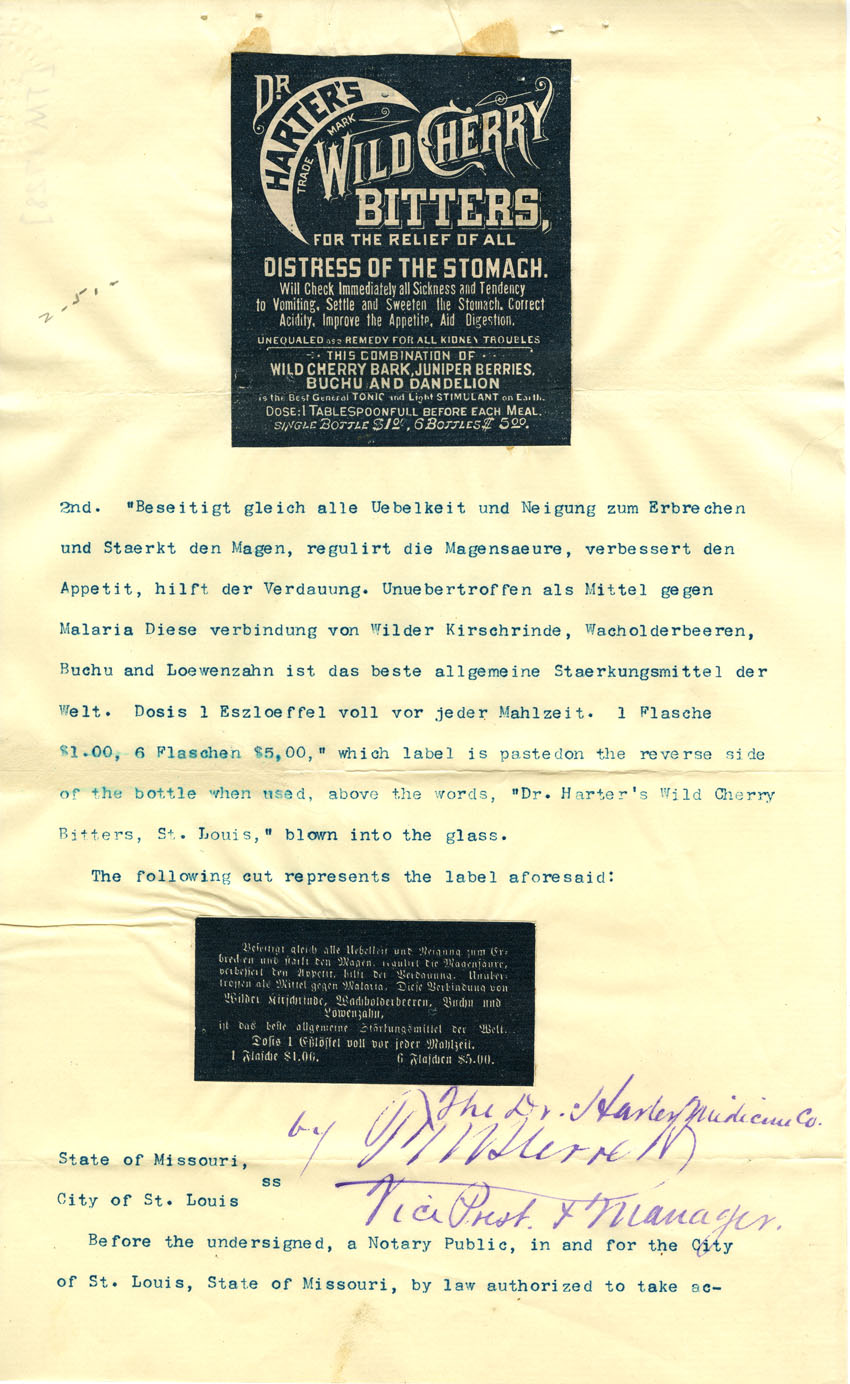 DR HARTER'S
TRADE MARK
WILD CHERRY
BITTERS,
FOR THE RELIEF OF ALL
DISTRESS OF THE STOMACH.
Will Check Immediately all Sickness and Tendency
to Vomiting, Settle and Sweeten the Stomach, Correct
Acidity, Improve the Appetite, Aid Digestion.
UNEQUALED as a REMEDY FOR ALL KIDNEY TROUBLES
THIS COMBINATION OF
WILD CHERRY BARK, JUNIPER BERRIES,
BUCHU AND DANDELION
is the Best General TONIC and Light STIMULANT on Earth.
DOSE: 1 TABLESPOONFULL BEFORE EACH MEAL.
SINGLE BOTTLE $1.00, 6 BOTTLES $5.00.
2-51-
2nd. "Beseitigt gleich alle Uebelkeit und Neigung zum Erbrechen
und Staerkt den Magen, regulirt die Magensaeure, verbessert den
Appetit, hilft der Verdauung. Unuebertroffen als Mittel gegen
Malaria Diese verbindung von Wilder Kirschrinde, Wacholderbeeren,
Buchu and Loewenzahn ist das beste allgemeine Staerkungsmittel der
Welt. Dosis 1 Eszloeffel voll vor jeder Mahlzeit. 1 Flasche
$1.00, 6 Flaschen $5,00," which label is pastedon the reverse side
of the bottle when used, above the words, "Dr. Harter's Wild Cherry
Bitters, St. Louis," blown into the glass.
The following cut represents the label aforesaid:
Beseitigt gleich alle Uebelkeit und Neigung zum Er-
brechen und stärkt den Magen, regulirt die Magensäure,
verbessert den Appetit, hilft der Verdauung. Unüber-
troffen als Mittel gegen Malaria. Diese Verbindung von
Wilder Kirschrinde, Wachholderbeeren, Buchu und
Löwenzahn,
ist das beste allgemeine Stärkungsmittel der Welt.
Dosis 1 Eßlöffel voll vor jeder Mahlzeit.
1 Flasche $1.00. 6 Flaschen $5.00.
The Dr. Harter Medicine Co.
by
Vice Prest. & Manager.
State of Missouri,
ss
City of St. Louis
Before the undersigned, a Notary Public, in and for the City
of St. Louis, State of Missouri, by law authorized to take ac-